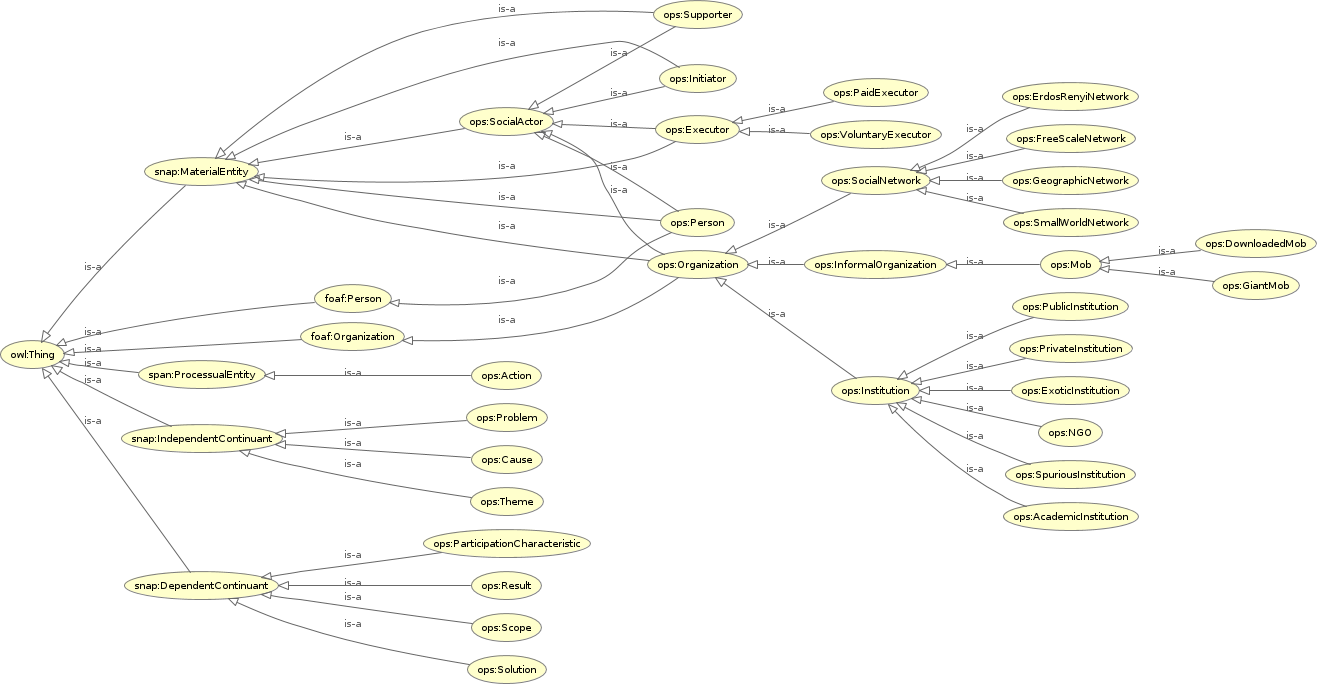 is-a
ops:Supporter
is-a
is-a
ops:Initiator
is-a
ops:PaidExecutor
ops:ErdosRenyiNetwork
is-a
ops:SocialActor
is-a
ops:Executor
is-a
ops:VoluntaryExecutor
is-a
ops:FreeScaleNetwork
is-a
is-a
snap:MaterialEntity
is-a
is-a
ops:SocialNetwork
is-a
ops:GeographicNetwork
is-a
is-a
is-a
ops:SmallWorldNetwork
ops:Person
is-a
is-a
ops:DownloadedMob
is-a
ops:Organization
is-a
ops:InformalOrganization
is-a
ops:Mob
is-a
ops:GiantMob
is-a
is-a
foaf:Person
ops:PublicInstitution
is-a
is-a
is-a
foaf:Organization
is-a
ops:PrivateInstitution
owl:Thing
is-a
is-a
span:ProcessualEntity
is-a
ops:Action
is-a
is-a
ops:Institution
is-a
ops:ExoticInstitution
is-a
is-a
ops:Problem
is-a
ops:NGO
snap:IndependentContinuant
is-a
is-a
ops:Cause
is-a
ops:SpuriousInstitution
is-a
ops:Theme
ops:AcademicInstitution
ops:ParticipationCharacteristic
is-a
snap:DependentContinuant
is-a
ops:Result
is-a
ops:Scope
is-a
ops:Solution